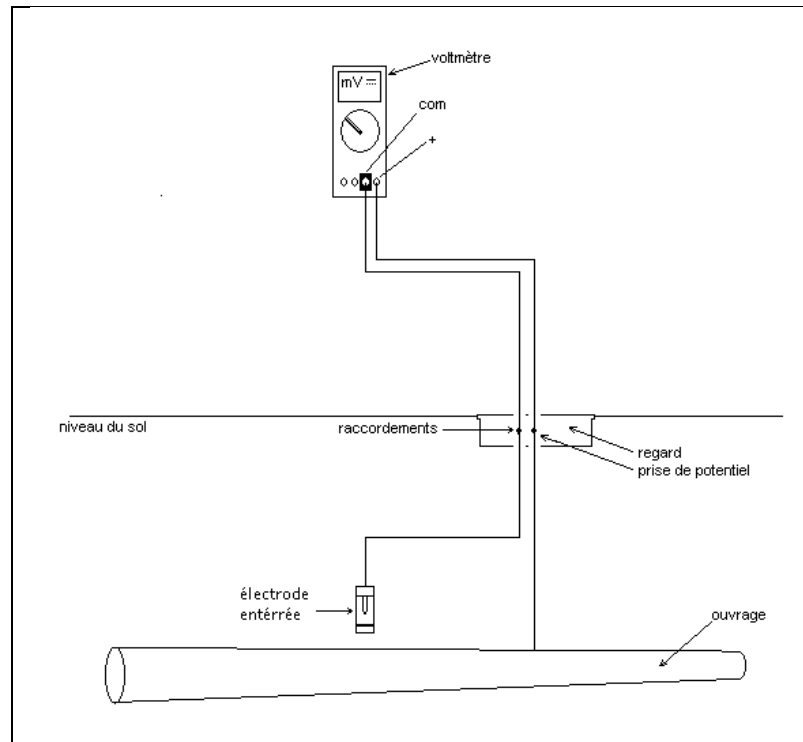 voltmètre
mV
com
+
niveau du sol
raccordements
regard
prise de potentiel
électrode
entérrée
ouvrage